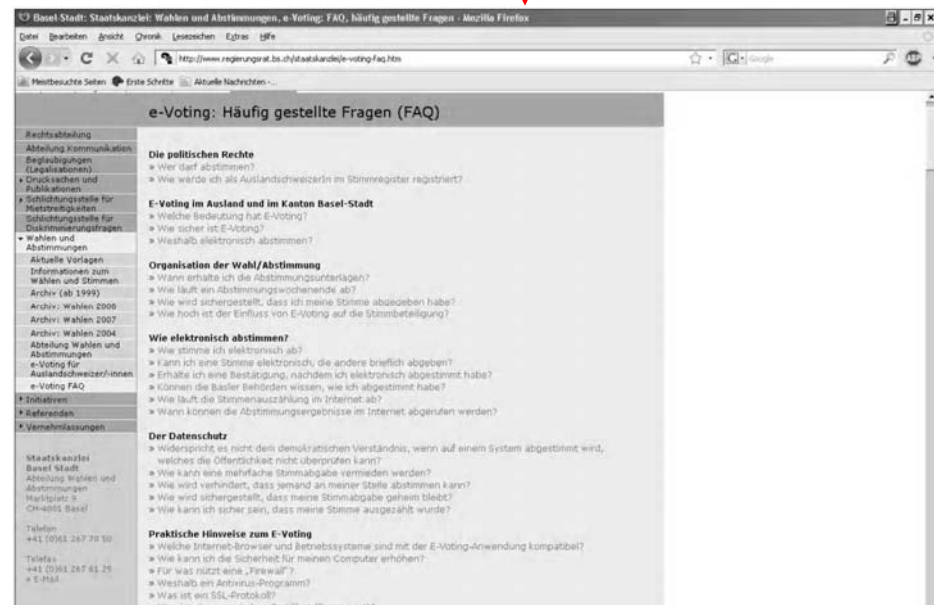 Basel-Stadt: Staatskanzlei: Wahlen und Abstimmungen, e-Voting: FAQ, häufig gestellte Fragen - Mozilla Firefox
Datei Bearbeiten Ansicht Chronik Lesezeichen Extras Hilfe
http://www.regierungsrat.bs.ch/staatskanzlei/e-voting-faq.htm
Google
Meistbesuchte Seiten Erste Schritte Aktuelle Nachrichten -...
e-Voting: Häufig gestellte Fragen (FAQ)
Rechtsabteilung
Abteilung Kommunikation
Beglaubigungen
(Legalisationen)
Drucksachen und
Publikationen
Schlichtungsstelle für
Mietstreitigkeiten
Schlichtungsstelle für
Diskriminierungsfragen
Wahlen und
Abstimmungen
Aktuelle Vorlagen
Informationen zum
Wählen und Stimmen
Archiv (ab 1999)
Archiv: Wahlen 2008
Archiv: Wahlen 2007
Archiv: Wahlen 2004
Abteilung Wahlen und
Abstimmungen
e-Voting für
Auslandschweizer/-innen
e-Voting FAQ
Initiativen
Referenden
Vernehmlassungen
Staatskanzlei
Basel Stadt
Abteilung Wahlen und
Abstimmungen
Marktplatz 9
CH-4001 Basel
Telefon
+41 (0)61 267 70 50
Telefax
+41 (0)61 267 61 29
» E-Mail
Die politischen Rechte
» Wer darf abstimmen?
» Wie werde ich als AuslandschweizerIn im Stimmregister registriert?
E-Voting im Ausland und im Kanton Basel-Stadt
» Welche Bedeutung hat E-Voting?
» Wie sicher ist E-Voting?
» Weshalb elektronisch abstimmen?
Organisation der Wahl/Abstimmung
» Wann erhalte ich die Abstimmungsunterlagen?
» Wie läuft ein Abstimmungswochenende ab?
» Wie wird sichergestellt, dass ich meine Stimme abgegeben habe?
» Wie hoch ist der Einfluss von E-Voting auf die Stimmbeteiligung?
Wie elektronisch abstimmen?
» Wie stimme ich elektronisch ab?
» Kann ich eine Stimme elektronisch, die andere brieflich abgeben?
» Erhalte ich eine Bestätigung, nachdem ich elektronisch abgestimmt habe?
» Können die Basler Behörden wissen, wie ich abgestimmt habe?
» Wie läuft die Stimmenauszählung im Internet ab?
» Wann können die Abstimmungsergebnisse im Internet abgerufen werden?
Der Datenschutz
» Widerspricht es nicht dem demokratischen Verständnis, wenn auf einem System abgestimmt wird,
welches die Öffentlichkeit nicht überprüfen kann?
» Wie kann eine mehrfache Stimmabgabe vermieden werden?
» Wie wird verhindert, dass jemand an meiner Stelle abstimmen kann?
» Wie wird sichergestellt, dass meine Stimmabgabe geheim bleibt?
» Wie kann ich sicher sein, dass meine Stimme ausgezählt wurde?
Praktische Hinweise zum E-Voting
» Welche Internet-Browser und Betriebssysteme sind mit der E-Voting-Anwendung kompatibel?
» Wie kann ich die Sicherheit für meinen Computer erhöhen?
» Für was nützt eine „Firewall"?
» Weshalb ein Antivirus-Programm?
» Was ist ein SSL-Protokoll?